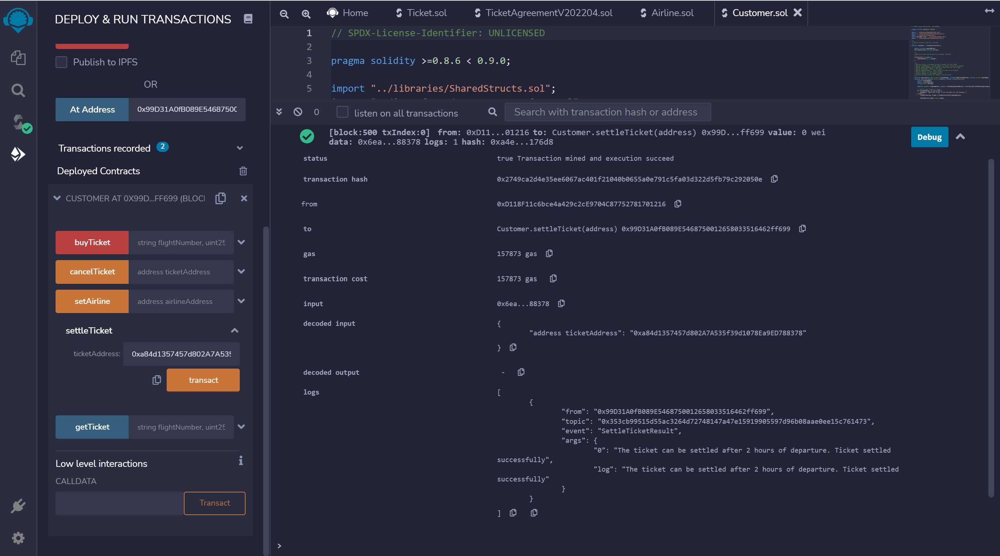 DEPLOY & RUN TRANSACTIONS
Publish to IPFS
OR
At Address 0x99D31A0fB089E54687500
Transactions recorded 2
Deployed Contracts
CUSTOMER AT 0X99D...FF699 (BLOCI
buyTicket string flightNumber, uint25
cancelTicket address ticketAddress
setAirline address airlineAddress
settleTicket
ticketAddress: 0xa84d1357457d802A7A535
transact
getTicket string flightNumber, uint25
Low level interactions
CALLDATA
Transact
Home Ticket.sol TicketAgreementV202204.sol Airline.sol Customer.sol
1 // SPDX-License-Identifier: UNLICENSED
2
3 pragma solidity >=0.8.6 < 0.9.0;
4
5 import "../libraries/SharedStructs.sol";
0 listen on all transactions Search with transaction hash or address
[block:500 txIndex:0] from: 0xD11...01216 to: Customer.settleTicket(address) 0x99D...ff699 value: 0 wei
data: 0x6ea...88378 logs: 1 hash: 0xa4e...176d8
Debug
status true Transaction mined and execution succeed
transaction hash 0x2749ca2d4e35ee6067ac401f21040b0655a0e791c5fa03d322d5fb79c292050e
from 0xD118F11c6bce4a429c2cE9704C87752781701216
to Customer.settleTicket(address) 0x99D31A0fB089E5468750012658033516462ff699
gas 157873 gas
transaction cost 157873 gas
input 0x6ea...88378
decoded input {
"address ticketAddress": "0xa84d1357457d802A7A535f39d1078Ea9ED788378"
}
decoded output -
logs [
{
"from": "0x99D31A0fB089E5468750012658033516462ff699",
"topic": "0x353cb99515d55ac3264d72748147a47e15919905597d96b08aae0ee15c761473",
"event": "SettleTicketResult",
"args": {
"0": "The ticket can be settled after 2 hours of departure. Ticket settled
successfully",
"log": "The ticket can be settled after 2 hours of departure. Ticket settled
successfully"
}
}
]
>